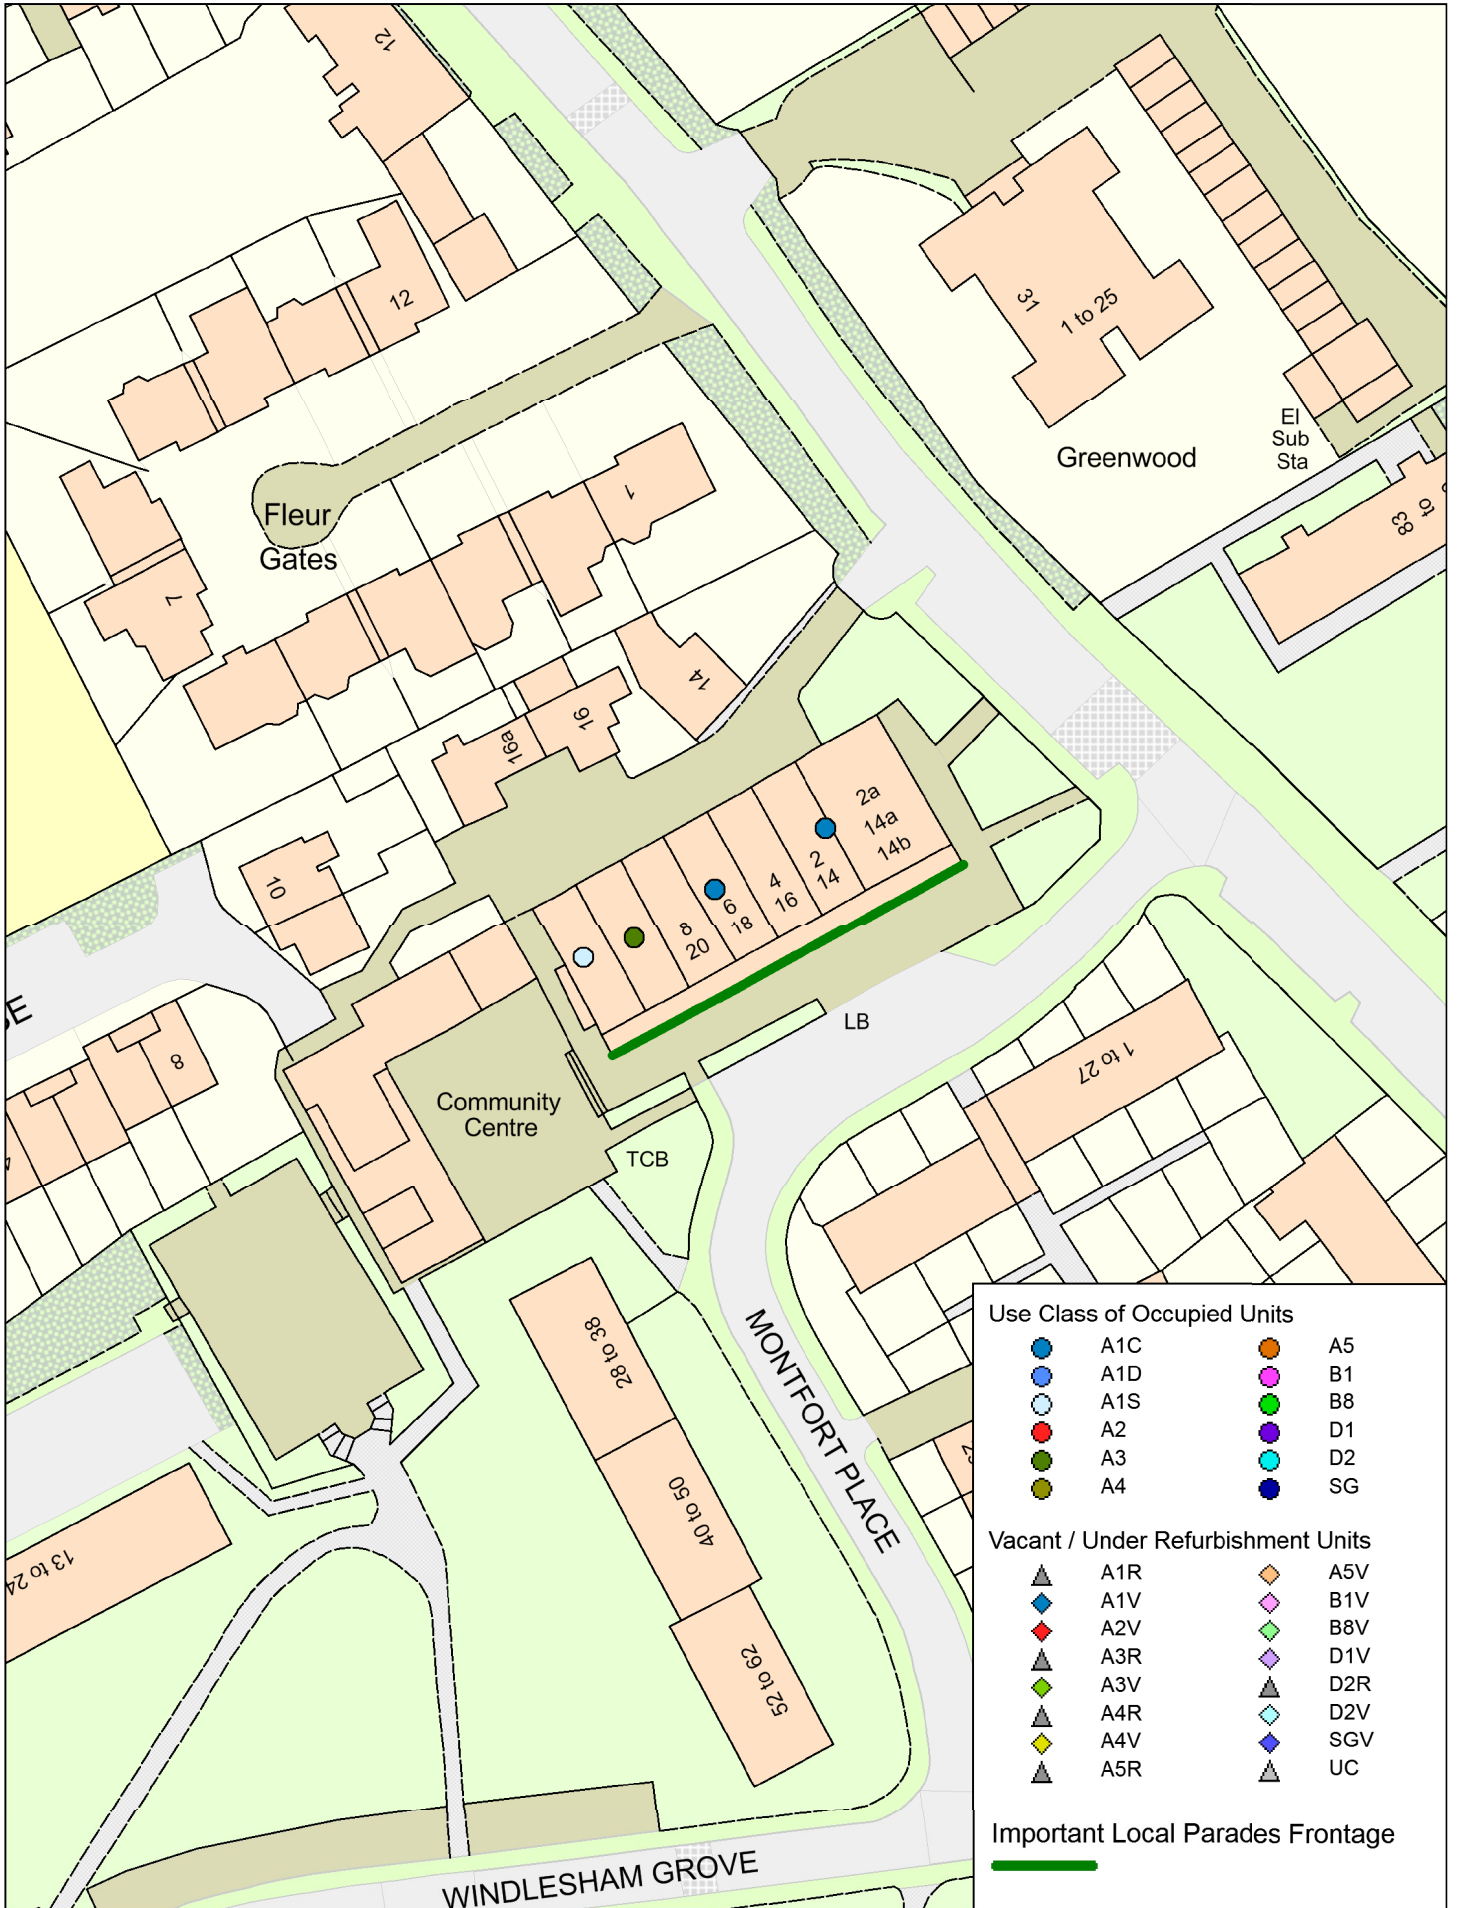 12
12
31
1 to 25
El
Sub
Sta
Greenwood
83
to
Fleur
Gates
1
7
14
16
16a
10
2a
14a
14b
2
14
4
16
6
18
8
20
LB
8
1 to 27
Community
Centre
TCB
28 to 38
MONTFORT PLACE
40 to 50
13 to 24
52 to 62
WINDLESHAM GROVE
Use Class of Occupied Units
A1C
A1D
A1S
A2
A3
A4
A5
B1
B8
D1
D2
SG
Vacant / Under Refurbishment Units
A1R
A1V
A2V
A3R
A3V
A4R
A4V
A5R
A5V
B1V
B8V
D1V
D2R
D2V
SGV
UC
Important Local Parades Frontage